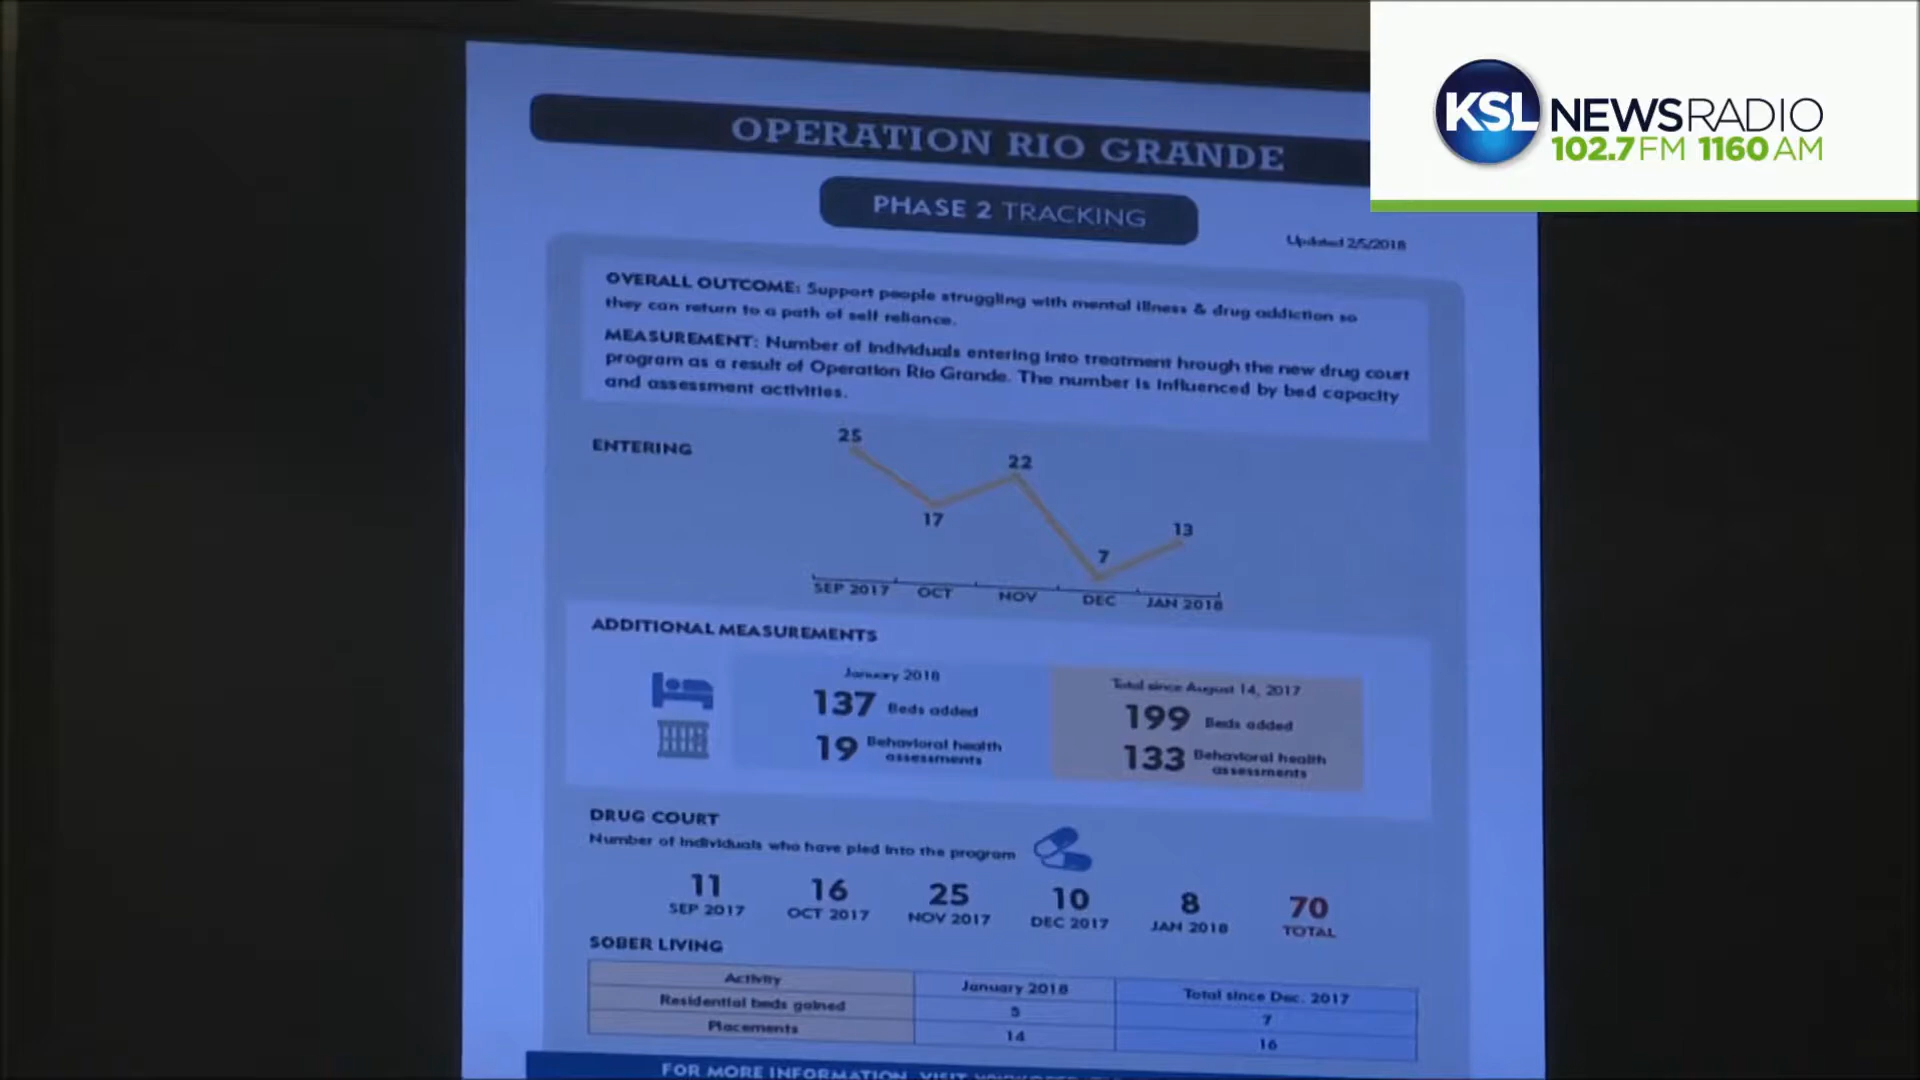 KSL NEWSRADIO
102.7 FM 1160 AM
OPERATION RIO GRANDE
PHASE 2 TRACKING
Updated 2/5/2018
OVERALL OUTCOME: Support people struggling with mental illness & drug addiction so
they can return to a path of self reliance.
MEASUREMENT: Number of individuals entering into treatment hrough the new drug court
program as a result of Operation Rio Grande. The number is influenced by bed capacity
and assessment activities.
ENTERING
25
17
22
7
13
SEP 2017 OCT NOV DEC JAN 2018
ADDITIONAL MEASUREMENTS
January 2018
137 Beds added
19 Behavioral health
assessments
Total since August 14, 2017
199 Beds added
133 Behavioral health
assessments
DRUG COURT
Number of individuals who have pled into the program
11 16 25 10 8 70
SEP 2017 OCT 2017 NOV 2017 DEC 2017 JAN 2018 TOTAL
SOBER LIVING
Activity January 2018 Total since Dec. 2017
Residential beds gained 5 7
Placements 14 16
FOR MORE INFORMATION, VISIT